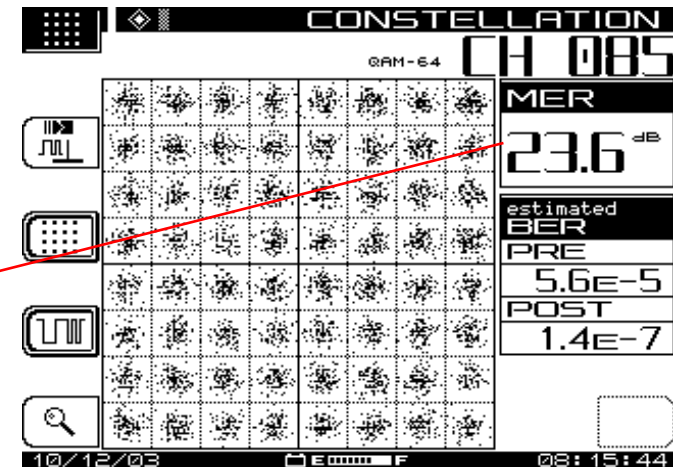 CONSTELLATION
QAM-64 CH 085
MER
23.6 dB
estimated
BER
PRE
5.6E-5
POST
1.4E-7
10/12/03 E F 08:15:44